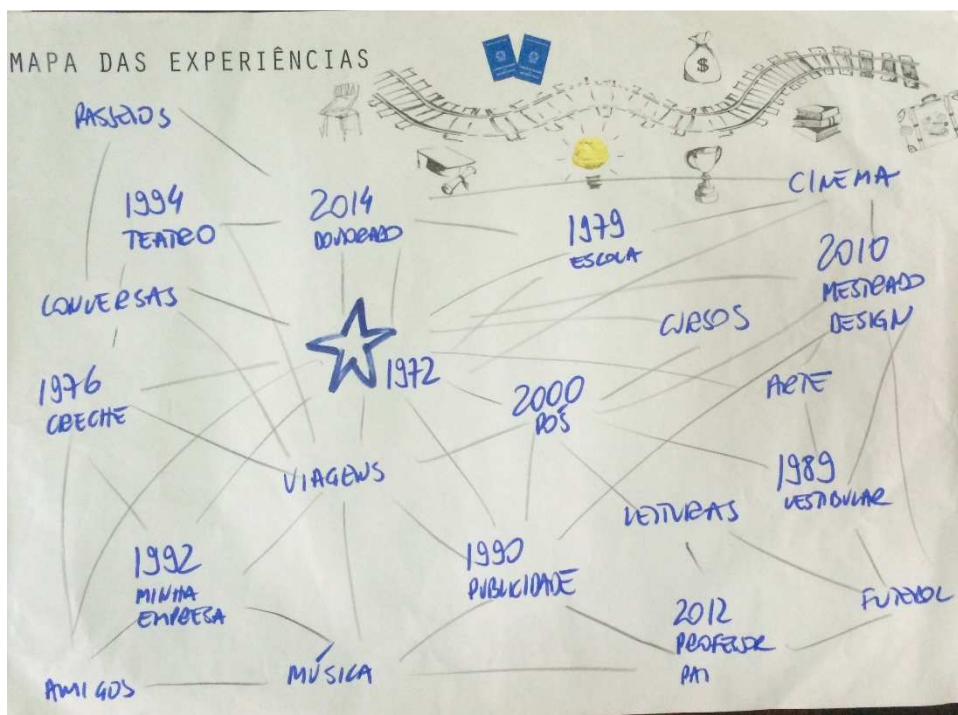 MAPA DAS EXPERIÊNCIAS
$
PASSEIOS
CINEMA
1994
TEATRO
2014
DOUTORADO
1979
ESCOLA
2010
MESTRADO
DESIGN
CONVERSAS
CURSOS
1972
1976
CRECHE
2000
PÓS
ARTE
VIAGENS
1989
VESTIBULAR
LEITURAS
1992
MINHA
EMPRESA
1990
PUBLICIDADE
2012
PROFESSOR
PAI
FUTEBOL
AMIGOS
MÚSICA